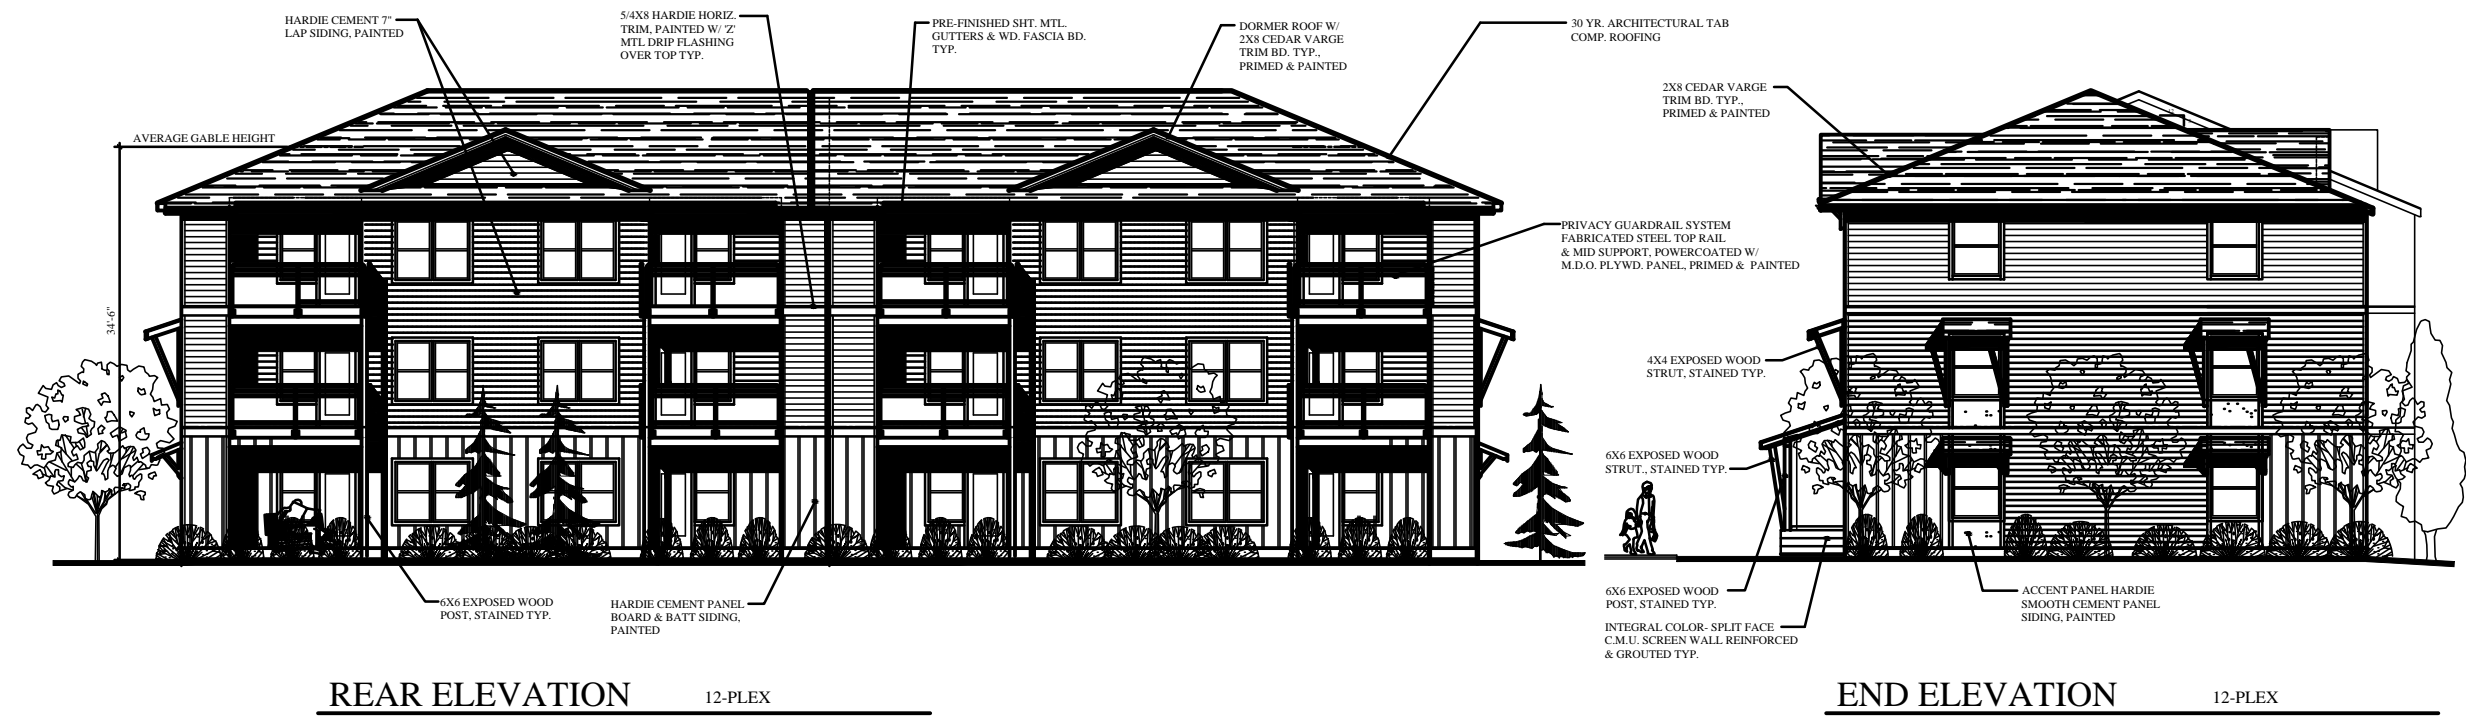 HARDIE CEMENT 7"
LAP SIDING, PAINTED
5/4X8 HARDIE HORIZ.
TRIM, PAINTED W/ 'Z'
MTL DRIP FLASHING
OVER TOP TYP.
PRE-FINISHED SHT. MTL.
GUTTERS & WD. FASCIA BD.
TYP.
DORMER ROOF W/
2X8 CEDAR VARGE
TRIM BD. TYP.,
PRIMED & PAINTED
30 YR. ARCHITECTURAL TAB
COMP. ROOFING
2X8 CEDAR VARGE
TRIM BD. TYP.,
PRIMED & PAINTED
AVERAGE GABLE HEIGHT
34'-6"
PRIVACY GUARDRAIL SYSTEM
FABRICATED STEEL TOP RAIL
& MID SUPPORT, POWERCOATED W/
M.D.O. PLYWD. PANEL, PRIMED & PAINTED
4X4 EXPOSED WOOD
STRUT, STAINED TYP.
6X6 EXPOSED WOOD
STRUT., STAINED TYP.
6X6 EXPOSED WOOD
POST, STAINED TYP.
HARDIE CEMENT PANEL
BOARD & BATT SIDING,
PAINTED
6X6 EXPOSED WOOD
POST, STAINED TYP.
INTEGRAL COLOR- SPLIT FACE
C.M.U. SCREEN WALL REINFORCED
& GROUTED TYP.
ACCENT PANEL HARDIE
SMOOTH CEMENT PANEL
SIDING, PAINTED
REAR ELEVATION 12-PLEX
END ELEVATION 12-PLEX